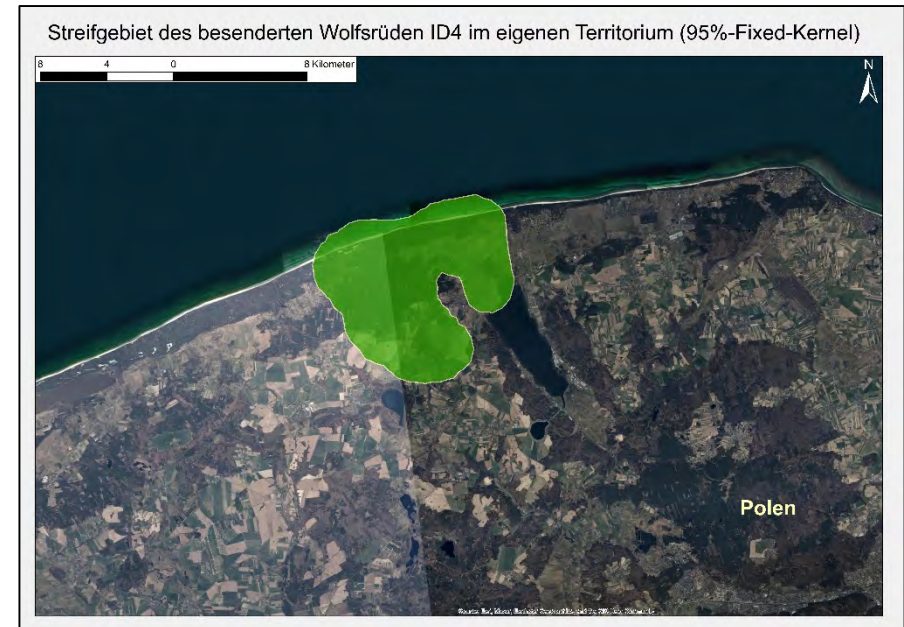 Streifgebiet des besenderten Wolfsrüden ID4 im eigenen Territorium (95%-Fixed-Kernel)
8 4 0 8 Kilometer
N
Polen